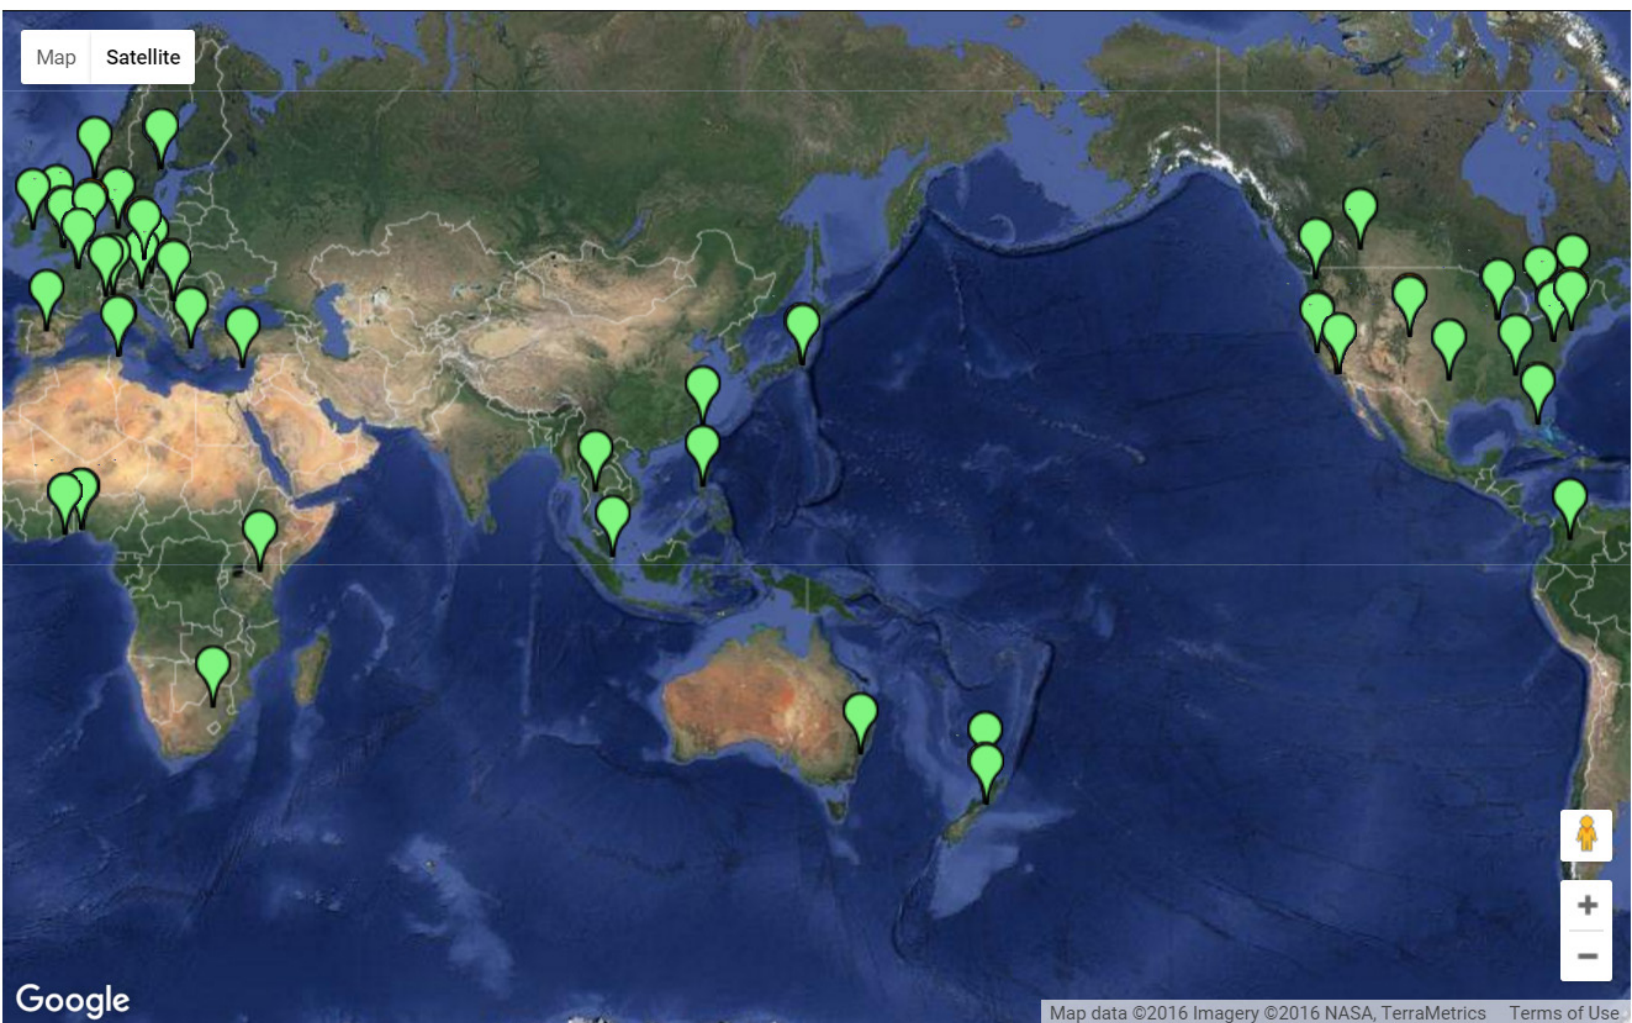 Map Satellite
+
−
Google
Map data ©2016 Imagery ©2016 NASA, TerraMetrics Terms of Use